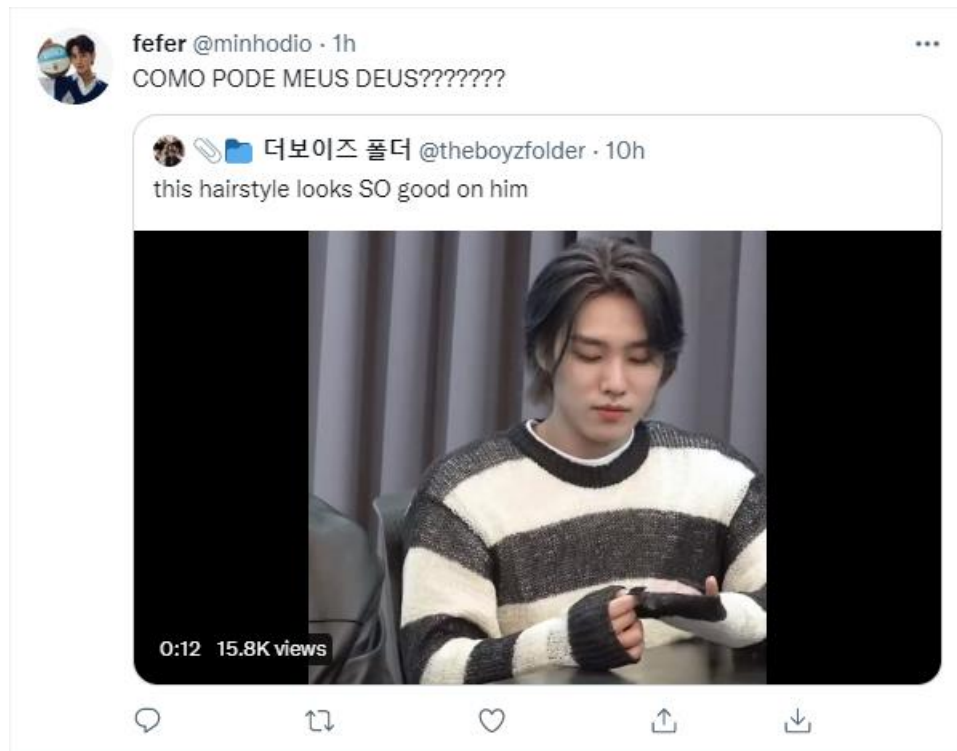 fefer @minhodio · 1h
COMO PODE MEUS DEUS???????
더보이즈 폴더 @theboyzfolder · 10h
this hairstyle looks SO good on him
0:12 15.8K views